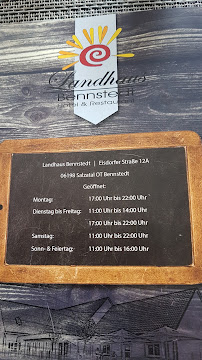 Landhaus
Bennstedt
Hotel & Restaurant
Landhaus Bennstedt | Eisdorfer Straße 12A
06198 Salzatal OT Bennstedt
Geöffnet:
Montag: 17:00 Uhr bis 22:00 Uhr
Dienstag bis Freitag: 11:00 Uhr bis 14:00 Uhr
17:00 Uhr bis 22:00 Uhr
Samstag: 11:00 Uhr bis 22:00 Uhr
Sonn- & Feiertag: 11:00 Uhr bis 16:00 Uhr